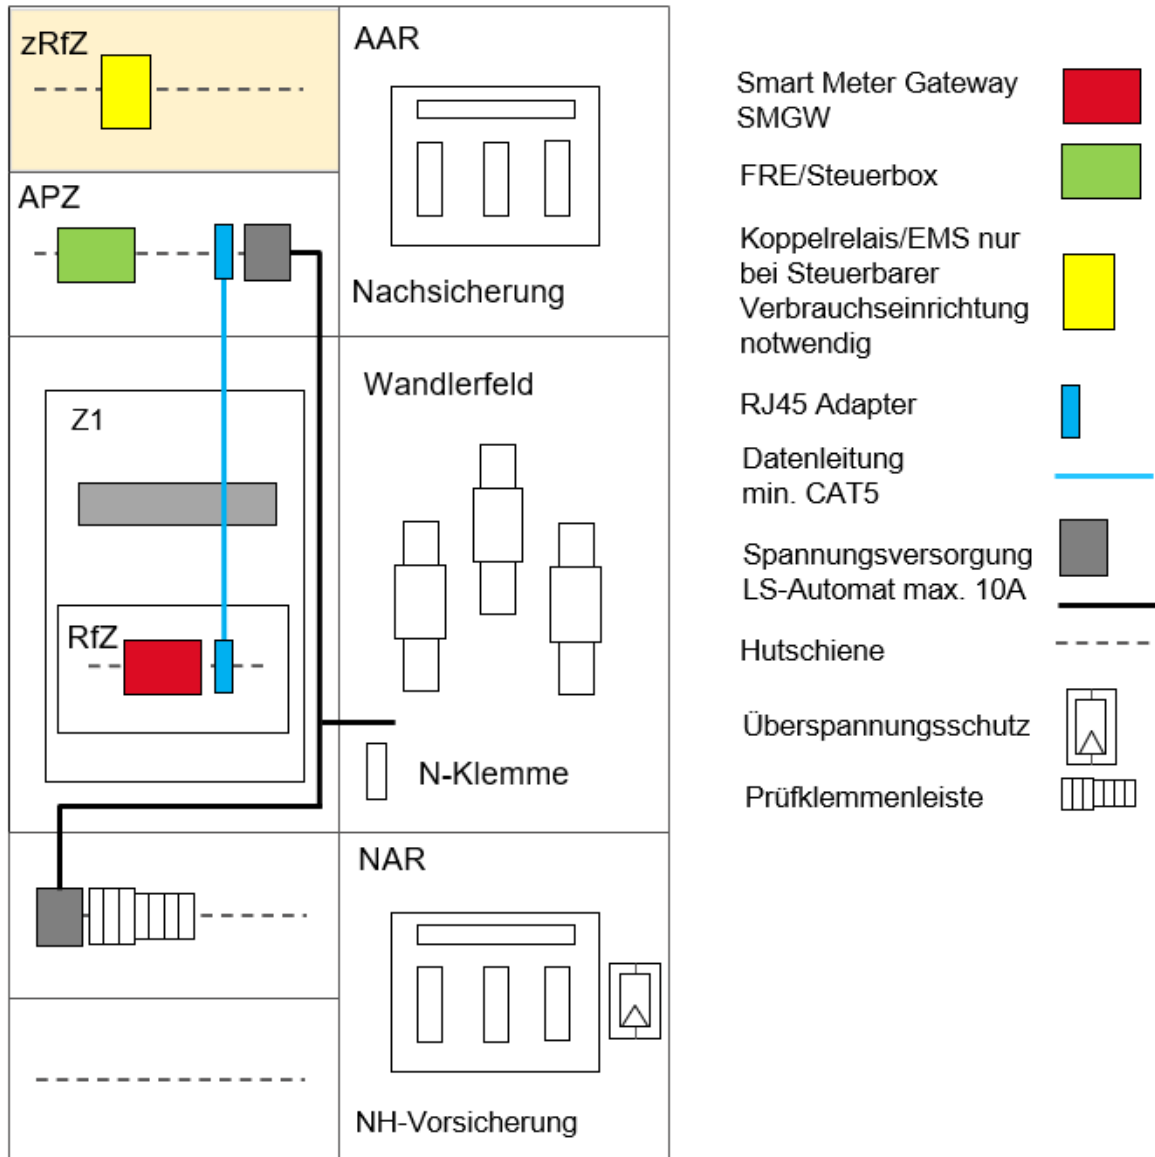 zRfZ
APZ
Z1
RfZ
AAR
Nachsicherung
Wandlerfeld
N-Klemme
NAR
NH-Vorsicherung
Smart Meter Gateway
SMGW
FRE/Steuerbox
Koppelrelais/EMS nur
bei Steuerbarer
Verbrauchseinrichtung
notwendig
RJ45 Adapter
Datenleitung
min. CAT5
Spannungsversorgung
LS-Automat max. 10A
Hutschiene
Überspannungsschutz
Prüfklemmenleiste